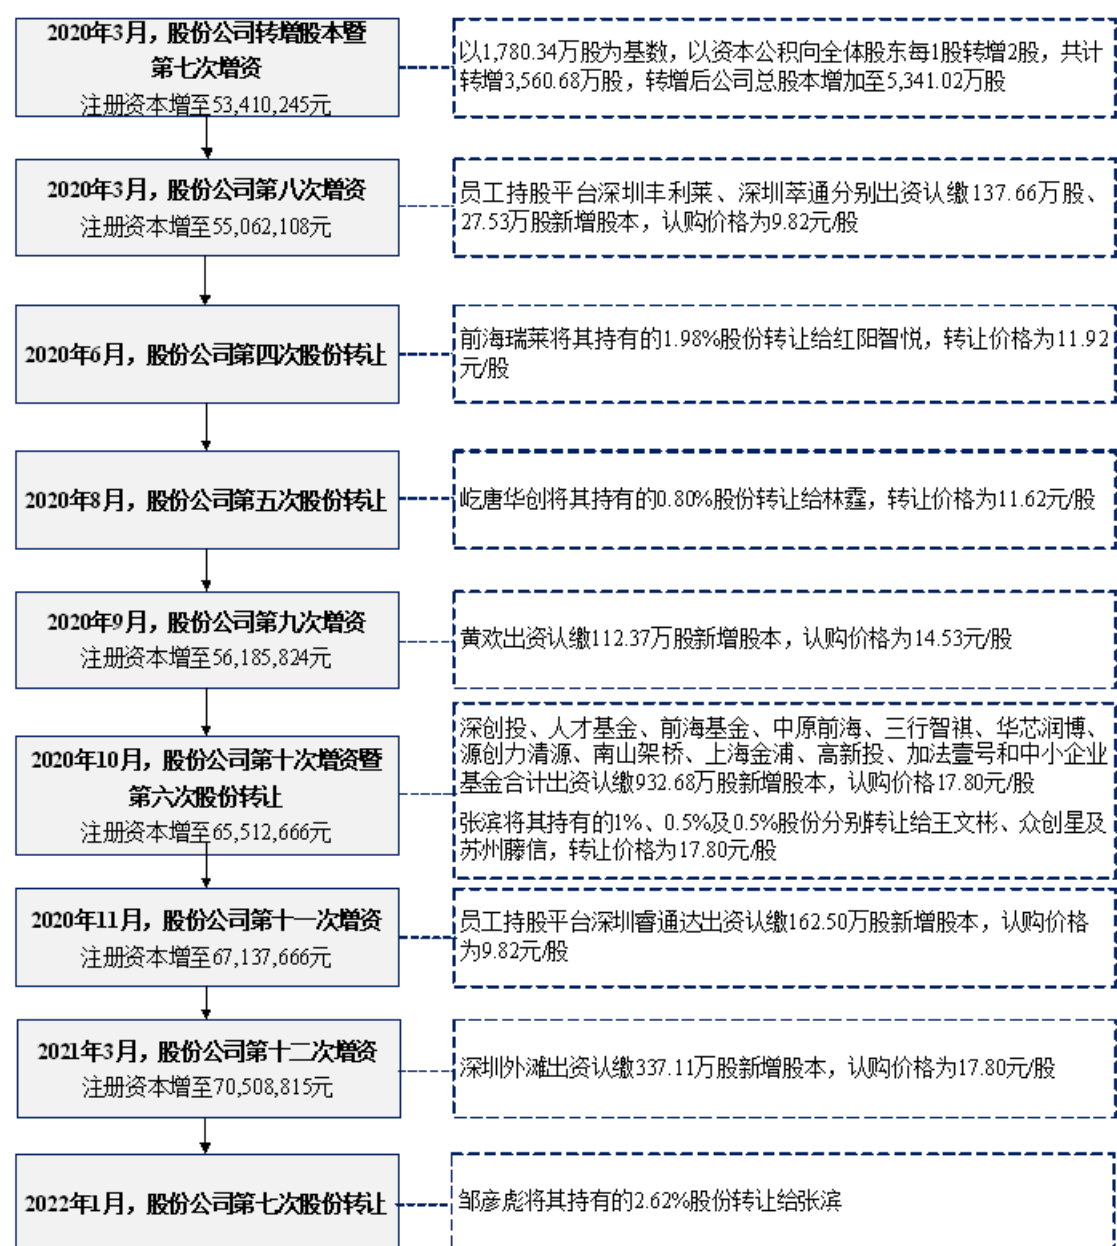 2020年3月，股份公司转增股本暨
第七次增资
注册资本增至53,410,245元
以1,780.34万股为基数，以资本公积向全体股东每1股转增2股，共计
转增3,560.68万股，转增后公司总股本增加至5,341.02万股
2020年3月，股份公司第八次增资
注册资本增至55,062,108元
员工持股平台深圳丰利莱、深圳萃通分别出资认缴137.66万股、
27.53万股新增股本，认购价格为9.82元/股
2020年6月，股份公司第四次股份转让
前海瑞莱将其持有的1.98%股份转让给红阳智悦，转让价格为11.92
元/股
2020年8月，股份公司第五次股份转让
屹唐华创将其持有的0.80%股份转让给林霆，转让价格为11.62元/股
2020年9月，股份公司第九次增资
注册资本增至56,185,824元
黄欢出资认缴112.37万股新增股本，认购价格为14.53元/股
2020年10月，股份公司第十次增资暨
第六次股份转让
注册资本增至65,512,666元
深创投、人才基金、前海基金、中原前海、三行智祺、华芯润博、
源创力清源、南山架桥、上海金浦、高新投、加法壹号和中小企业
基金合计出资认缴932.68万股新增股本，认购价格17.80元/股
张滨将其持有的1%、0.5%及0.5%股份分别转让给王文彬、众创星及
苏州藤信，转让价格为17.80元/股
2020年11月，股份公司第十一次增资
注册资本增至67,137,666元
员工持股平台深圳睿通达出资认缴162.50万股新增股本，认购价格
为9.82元/股
2021年3月，股份公司第十二次增资
注册资本增至70,508,815元
深圳外滩出资认缴337.11万股新增股本，认购价格为17.80元/股
2022年1月，股份公司第七次股份转让
邹彦彪将其持有的2.62%股份转让给张滨